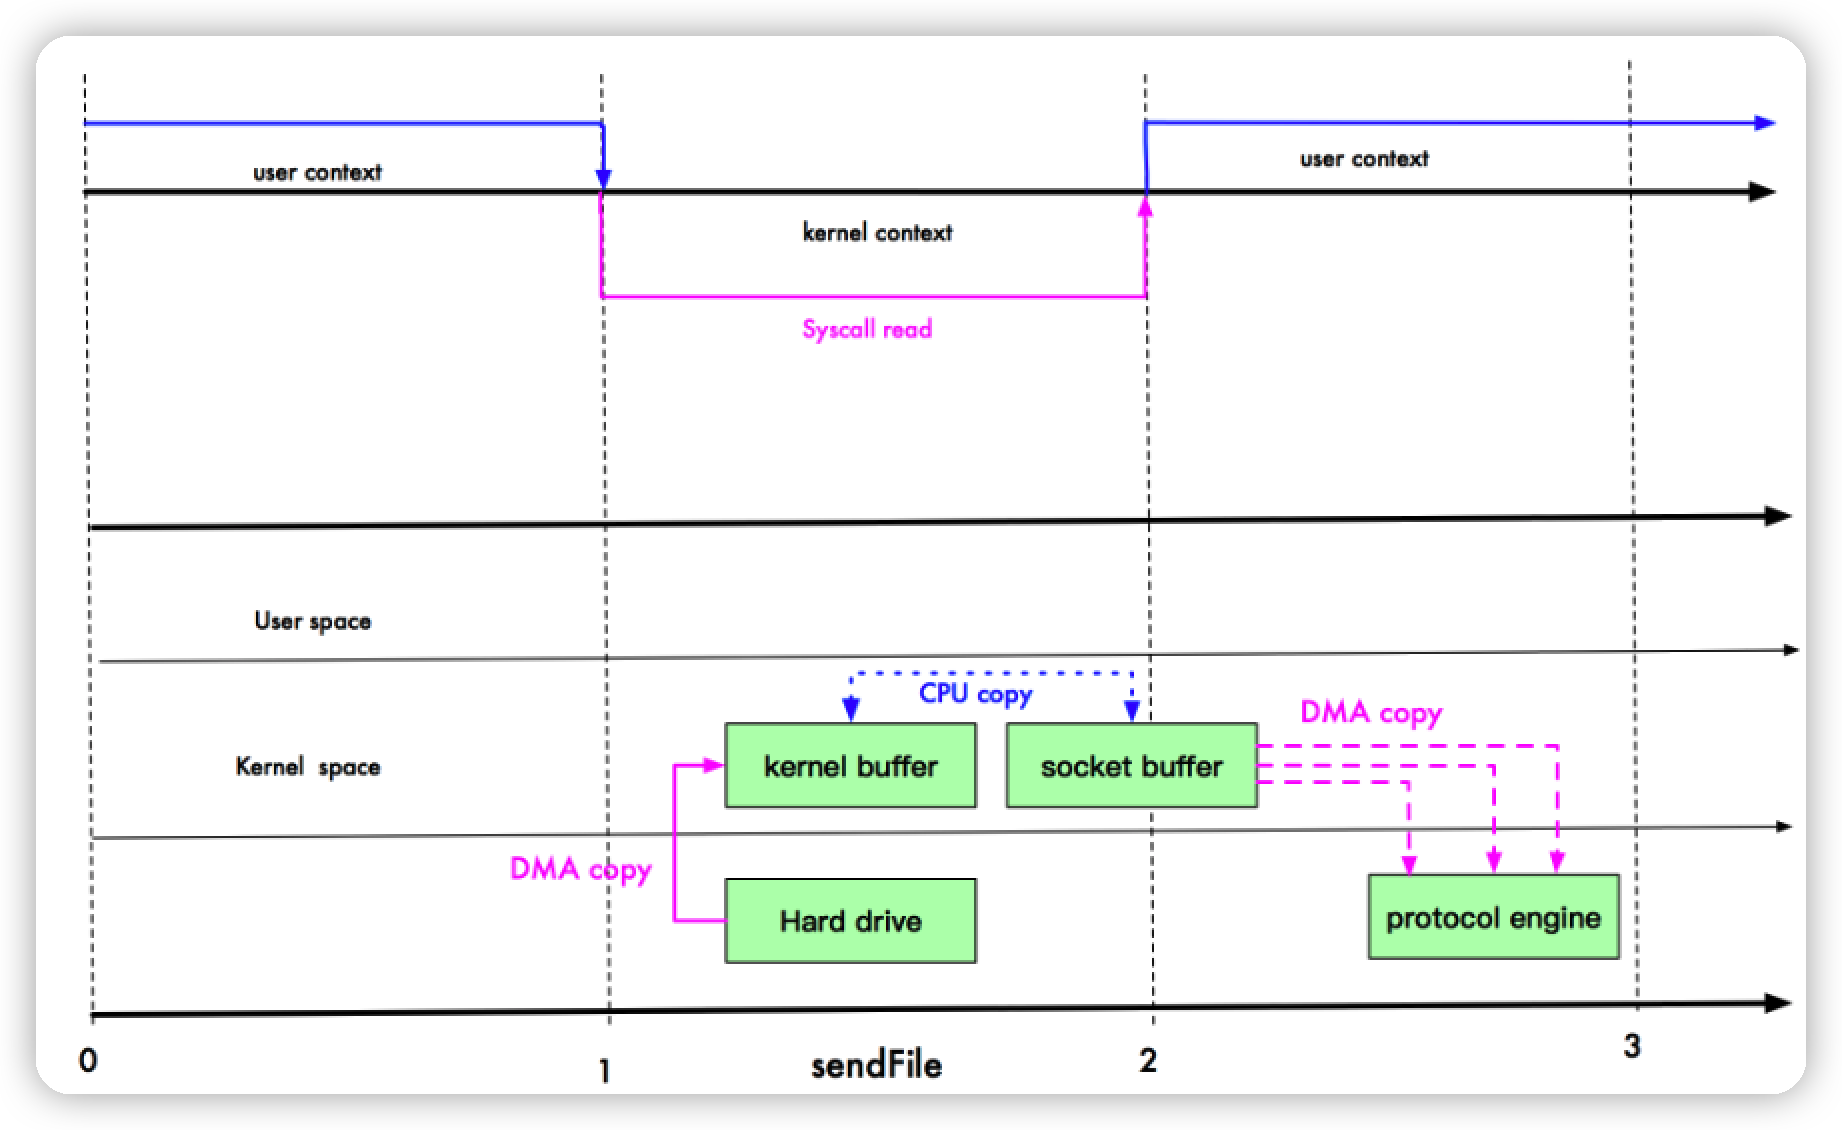 user context
user context
kernel context
Syscall read
User space
CPU copy
DMA copy
kernel buffer
socket buffer
Kernel space
DMA copy
Hard drive
protocol engine
0
1
sendFile
2
3